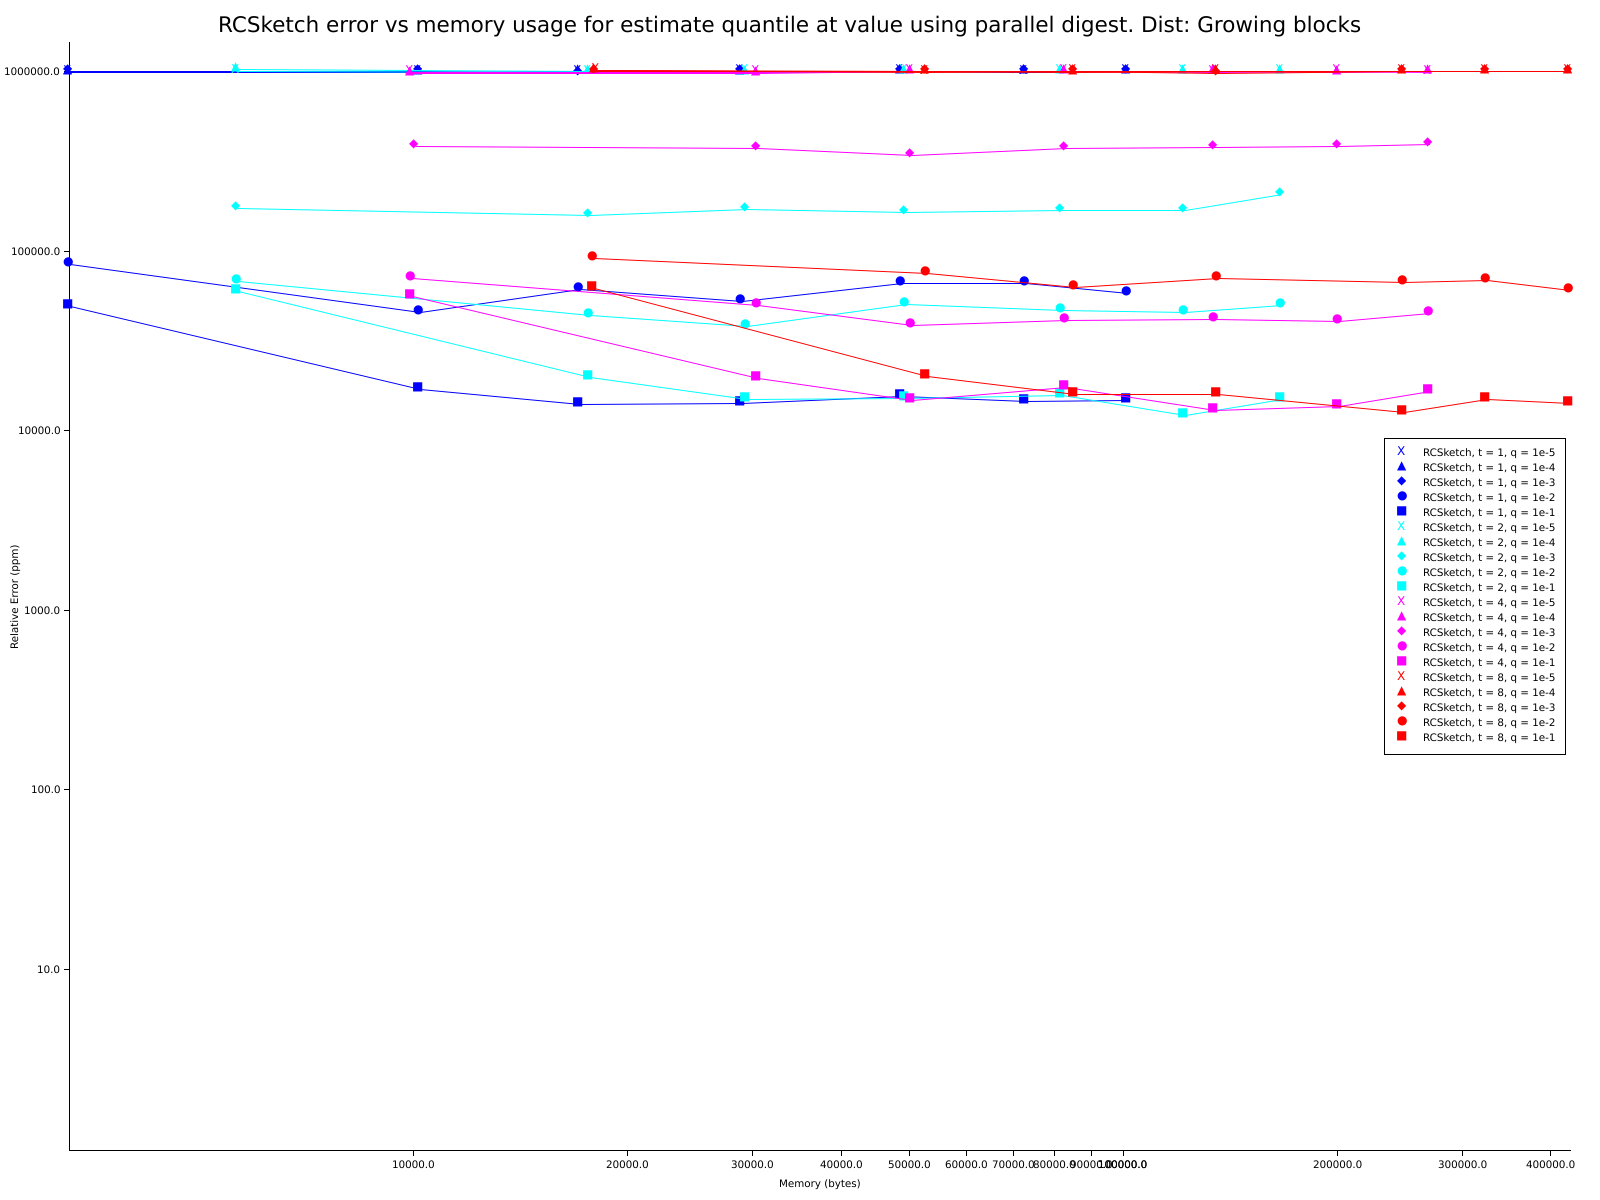 RCSketch error vs memory usage for estimate quantile at value using parallel digest. Dist: Growing blocks
1000000.0
100000.0
10000.0
1000.0
100.0
10.0
Relative Error (ppm)
RCSketch, t = 1, q = 1e-5
RCSketch, t = 1, q = 1e-4
RCSketch, t = 1, q = 1e-3
RCSketch, t = 1, q = 1e-2
RCSketch, t = 1, q = 1e-1
RCSketch, t = 2, q = 1e-5
RCSketch, t = 2, q = 1e-4
RCSketch, t = 2, q = 1e-3
RCSketch, t = 2, q = 1e-2
RCSketch, t = 2, q = 1e-1
RCSketch, t = 4, q = 1e-5
RCSketch, t = 4, q = 1e-4
RCSketch, t = 4, q = 1e-3
RCSketch, t = 4, q = 1e-2
RCSketch, t = 4, q = 1e-1
RCSketch, t = 8, q = 1e-5
RCSketch, t = 8, q = 1e-4
RCSketch, t = 8, q = 1e-3
RCSketch, t = 8, q = 1e-2
RCSketch, t = 8, q = 1e-1
10000.0 20000.0 30000.0 40000.0 50000.0 60000.0 70000.0 80000.0 90000.0 100000.0 200000.0 300000.0 400000.0
Memory (bytes)